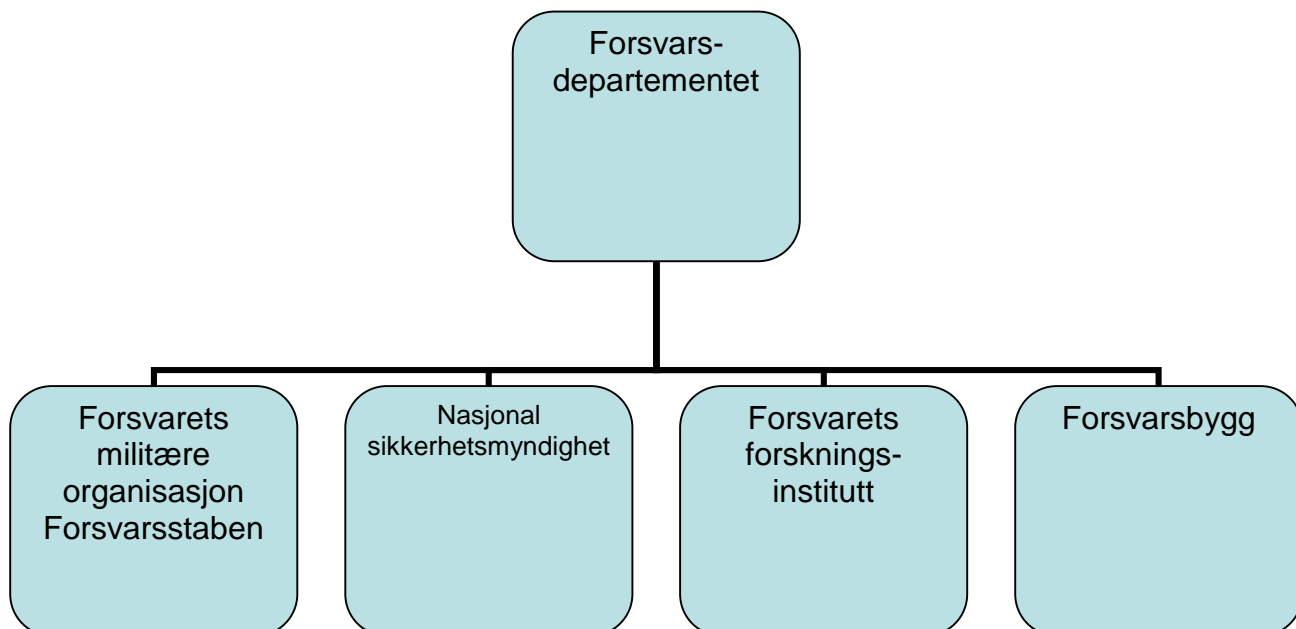 Forsvars-
departementet
Forsvarets
militære
organisasjon
Forsvarsstaben
Nasjonal
sikkerhetsmyndighet
Forsvarets
forsknings-
institutt
Forsvarsbygg